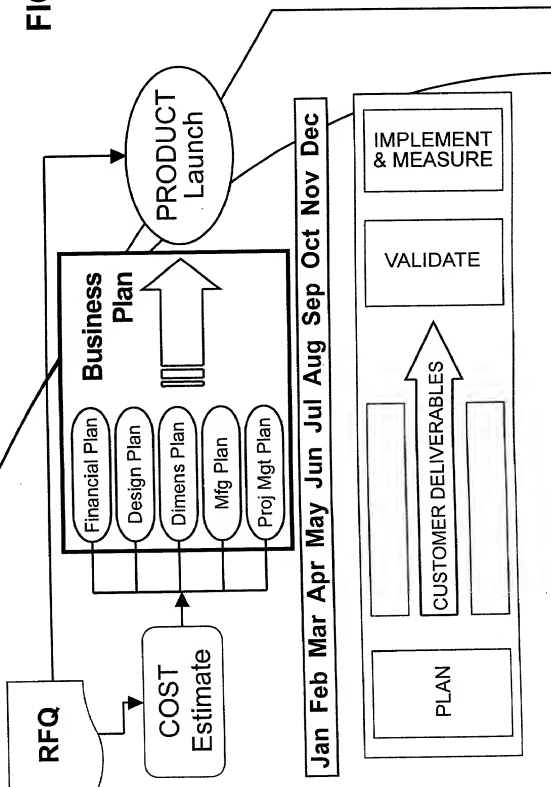 FIG
RFQ
COST
Estimate
Business
Plan
Financial Plan
Design Plan
Dimens Plan
Mfg Plan
Proj Mgt Plan
PRODUCT
Launch
Jan Feb Mar Apr May Jun Jul Aug Sep Oct Nov Dec
PLAN
CUSTOMER DELIVERABLES
VALIDATE
IMPLEMENT
& MEASURE